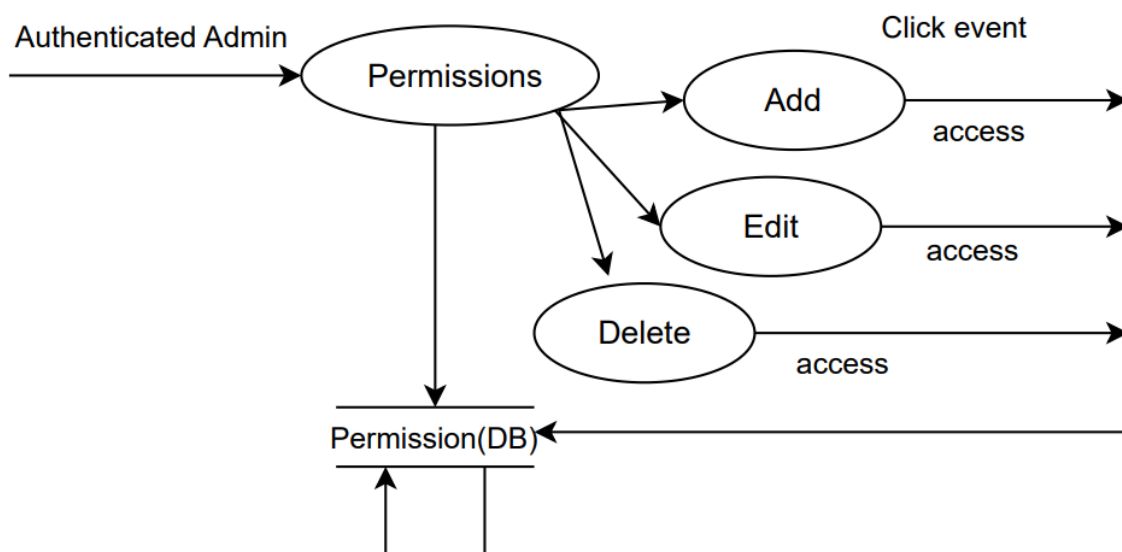 Authenticated Admin
Click event
Permissions
Add
access
Edit
access
Delete
access
Permission(DB)